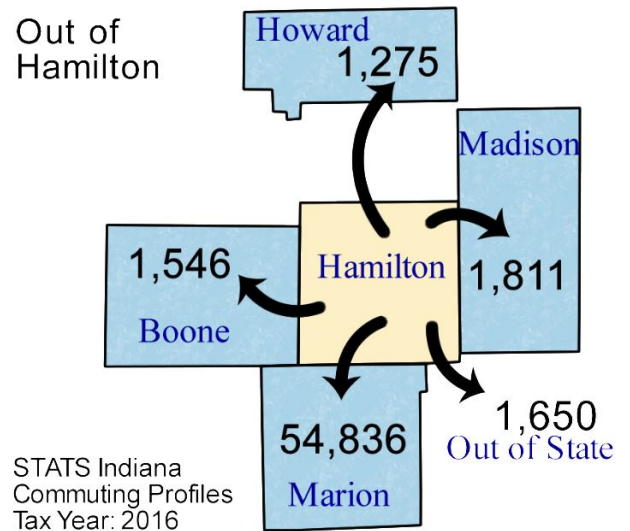 Out of
Hamilton
Howard
1,275
Madison
1,811
Hamilton
1,546
Boone
54,836
Marion
1,650
Out of State
STATS Indiana
Commuting Profiles
Tax Year: 2016